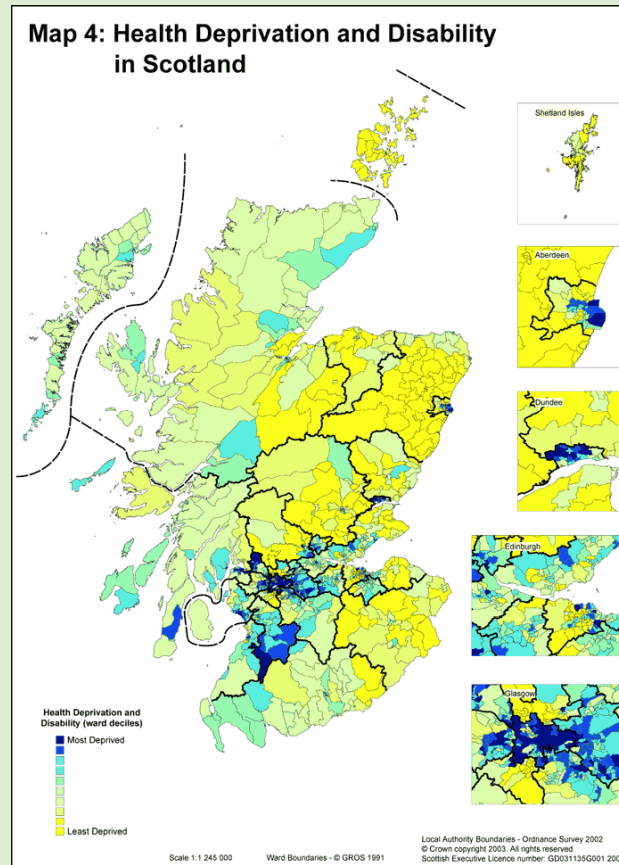 Map 4: Health Deprivation and Disability
in Scotland
Shetland Isles
Aberdeen
Dundee
Edinburgh
Glasgow
Health Deprivation and
Disability (ward deciles)
Most Deprived
Least Deprived
Scale 1:1 245 000
Ward Boundaries - © GROS 1991
Local Authority Boundaries - Ordnance Survey 2002
© Crown copyright 2003. All rights reserved
Scottish Executive Licence number: GD03135G001 200